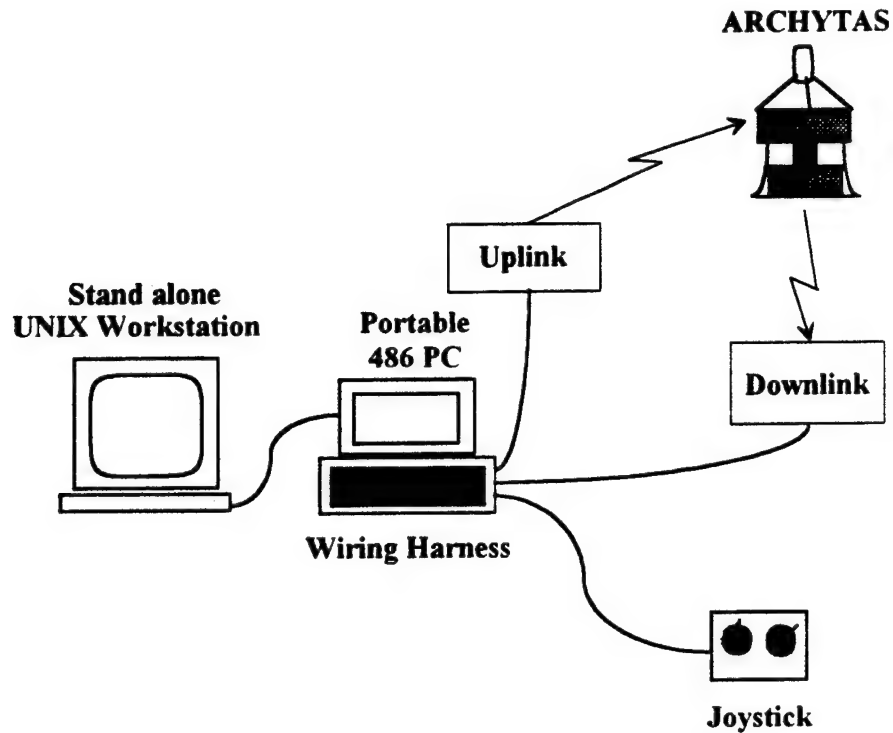 ARCHYTAS
Uplink
Stand alone
UNIX Workstation
Portable
486 PC
Downlink
Wiring Harness
Joystick